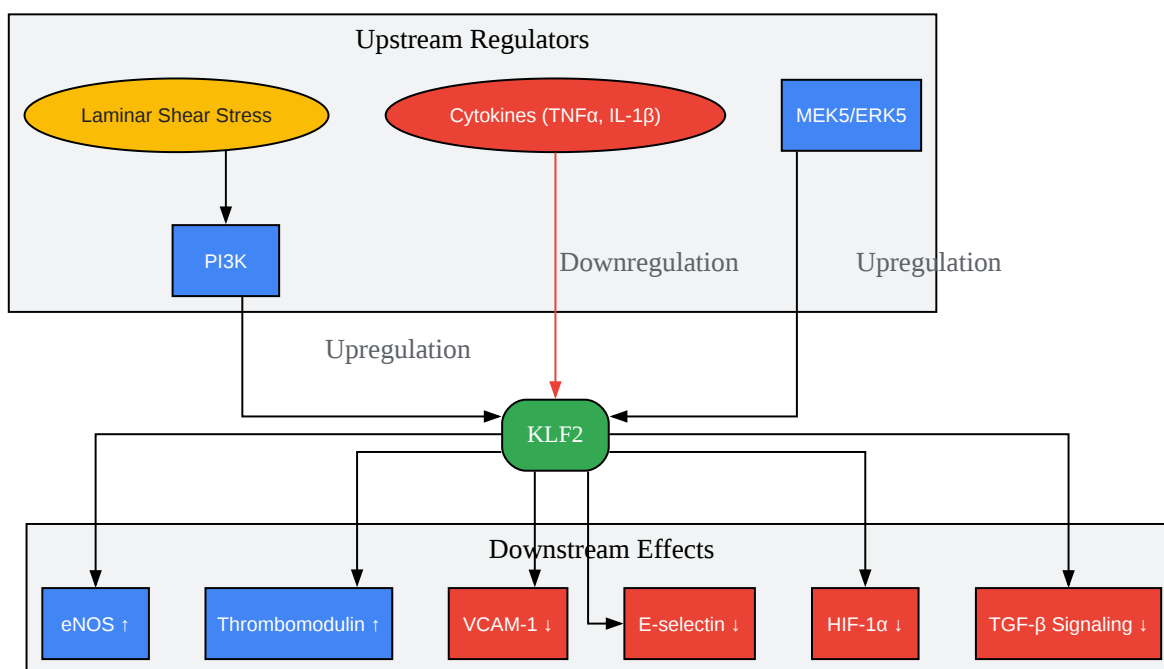 Upstream Regulators
Laminar Shear Stress
Cytokines (TNFα, IL-1β)
MEK5/ERK5
PI3K
Downregulation
Upregulation
Upregulation
KLF2
Downstream Effects
eNOS ↑
Thrombomodulin ↑
VCAM-1 ↓
E-selectin ↓
HIF-1α ↓
TGF-β Signaling ↓